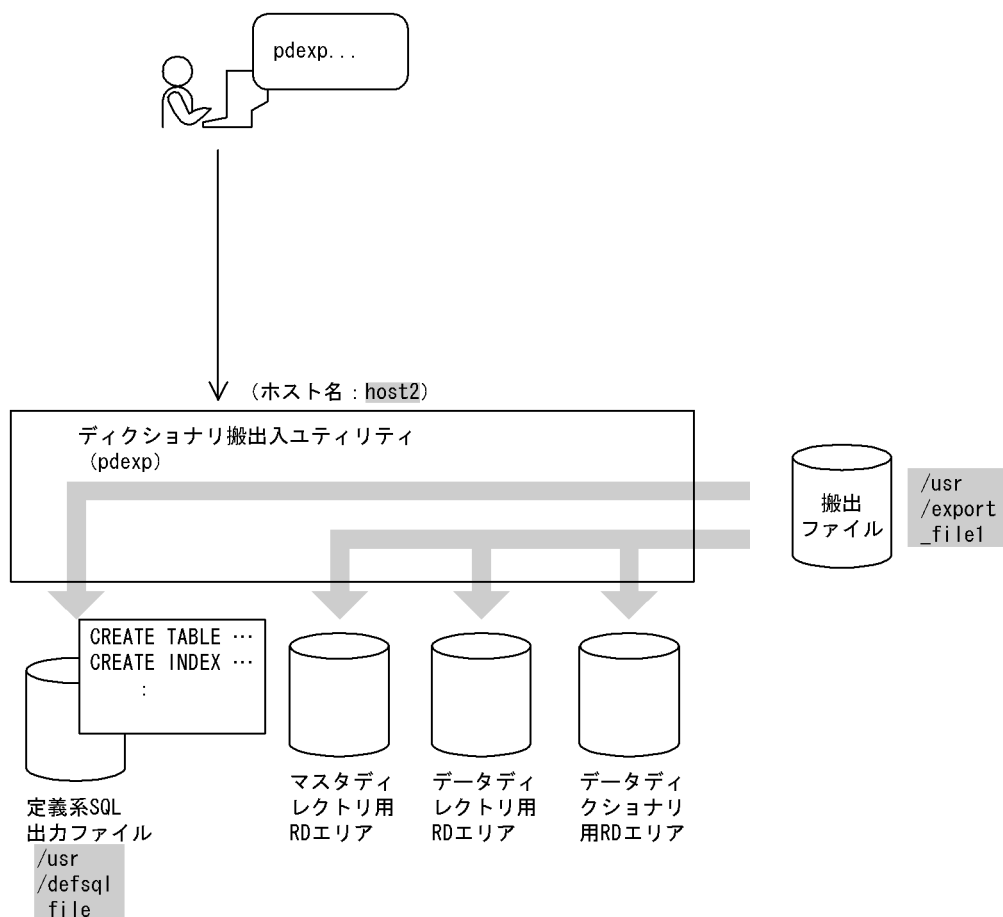 pdexp...
(ホスト名：host2)
ディクショナリ搬出入ユティリティ
(pdexp)
搬出
ファイル
/usr
/export
_file1
CREATE TABLE …
CREATE INDEX …
:
定義系SQL
出力ファイル
/usr
/defsql
_file
マスタディ
レクトリ用
RDエリア
データディ
レクトリ用
RDエリア
データディ
クショナリ
用RDエリア